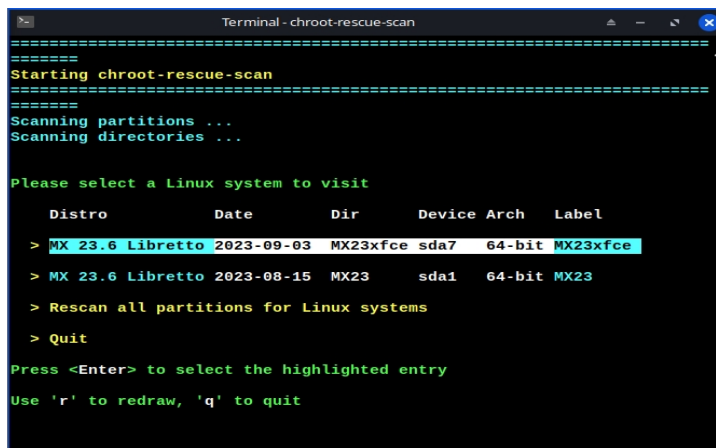 Terminal - chroot-rescue-scan
========================================================================
=======
Starting chroot-rescue-scan
========================================================================
=======
Scanning partitions ...
Scanning directories ...
Please select a Linux system to visit
Distro Date Dir Device Arch Label
> MX 23.6 Libretto 2023-09-03 MX23xfce sda7 64-bit MX23xfce
> MX 23.6 Libretto 2023-08-15 MX23 sda1 64-bit MX23
> Rescan all partitions for Linux systems
> Quit
Press <Enter> to select the highlighted entry
Use 'r' to redraw, 'q' to quit